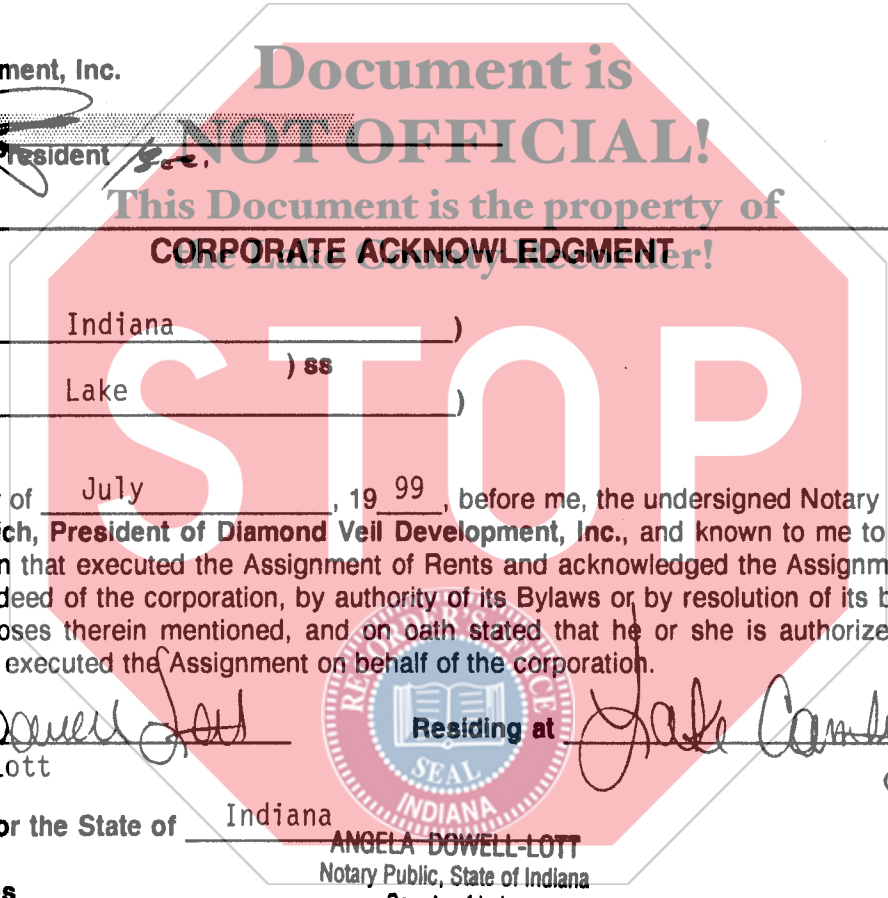 ment, Inc.
Document is
NOT OFFICIAL!
President
This Document is the property of
the Lake County Recorder!
CORPORATE ACKNOWLEDGMENT
Indiana )
) ss
Lake )
STOP
of July , 19 99 , before me, the undersigned Notary
ch, President of Diamond Veil Development, Inc., and known to me to
n that executed the Assignment of Rents and acknowledged the Assignm
deed of the corporation, by authority of its Bylaws or by resolution of its b
oses therein mentioned, and on oath stated that he or she is authorize
executed the Assignment on behalf of the corporation.
Dowell Lott Residing at Lake
RECORDER'S OFFICE
ott
SEAL
INDIANA
or the State of Indiana
ANGELA DOWELL-LOTT
Notary Public, State of Indiana